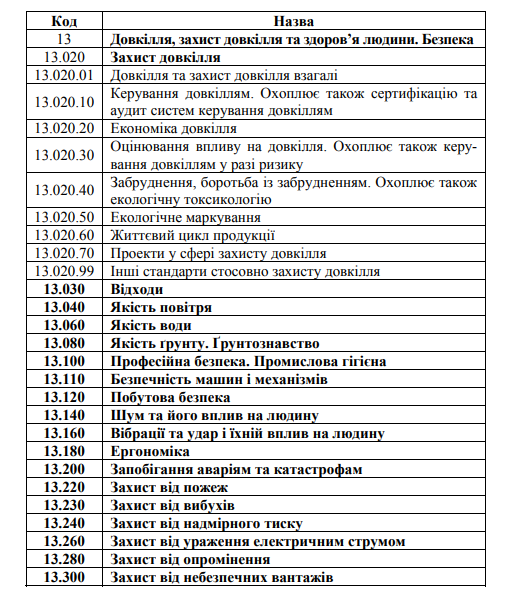 Код Назва
13 Довкілля, захист довкілля та здоров’я людини. Безпека
13.020 Захист довкілля
13.020.01 Довкілля та захист довкілля взагалі
13.020.10 Керування довкіллям. Охоплює також сертифікацію та
аудит систем керування довкіллям
13.020.20 Економіка довкілля
13.020.30 Оцінювання впливу на довкілля. Охоплює також керу-
вання довкіллям у разі ризику
13.020.40 Забруднення, боротьба із забрудненням. Охоплює також
екологічну токсикологію
13.020.50 Екологічне маркування
13.020.60 Життєвий цикл продукції
13.020.70 Проекти у сфері захисту довкілля
13.020.99 Інші стандарти стосовно захисту довкілля
13.030 Відходи
13.040 Якість повітря
13.060 Якість води
13.080 Якість ґрунту. Ґрунтознавство
13.100 Професійна безпека. Промислова гігієна
13.110 Безпечність машин і механізмів
13.120 Побутова безпека
13.140 Шум та його вплив на людину
13.160 Вібрації та удар і їхній вплив на людину
13.180 Ергономіка
13.200 Запобігання аваріям та катастрофам
13.220 Захист від пожеж
13.230 Захист від вибухів
13.240 Захист від надмірного тиску
13.260 Захист від ураження електричним струмом
13.280 Захист від опромінення
13.300 Захист від небезпечних вантажів